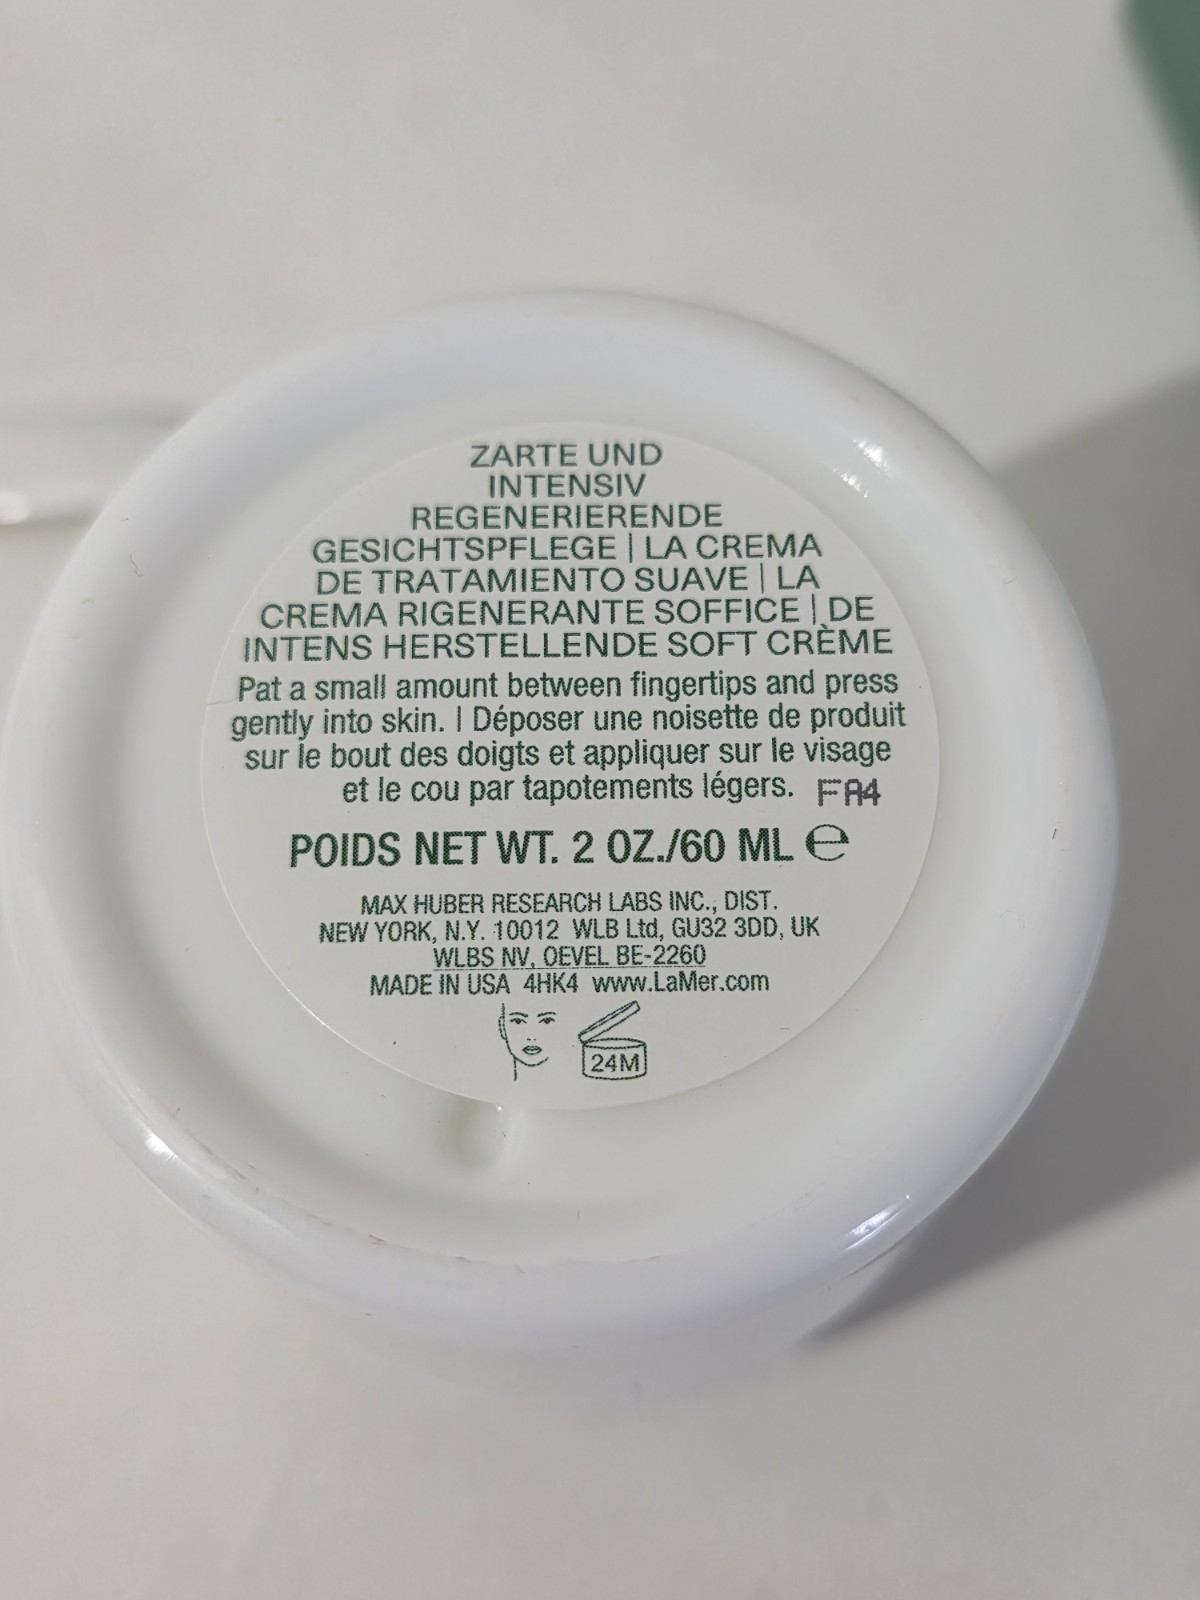 ZARTE UND
INTENSIV
REGENERIERENDE
GESICHTSPFLEGE | LA CREMA
DE TRATAMIENTO SUAVE | LA
CREMA RIGENERANTE SOFFICE | DE
INTENS HERSTELLENDE SOFT CRÈME
Pat a small amount between fingertips and press
gently into skin. | Déposer une noisette de produit
sur le bout des doigts et appliquer sur le visage
et le cou par tapotements légers. FA4
POIDS NET WT. 2 OZ./60 ML ℮
MAX HUBER RESEARCH LABS INC., DIST.
NEW YORK, N.Y. 10012 WLB Ltd, GU32 3DD, UK
WLBS NV, OEVEL BE-2260
MADE IN USA 4HK4 www.LaMer.com
24M